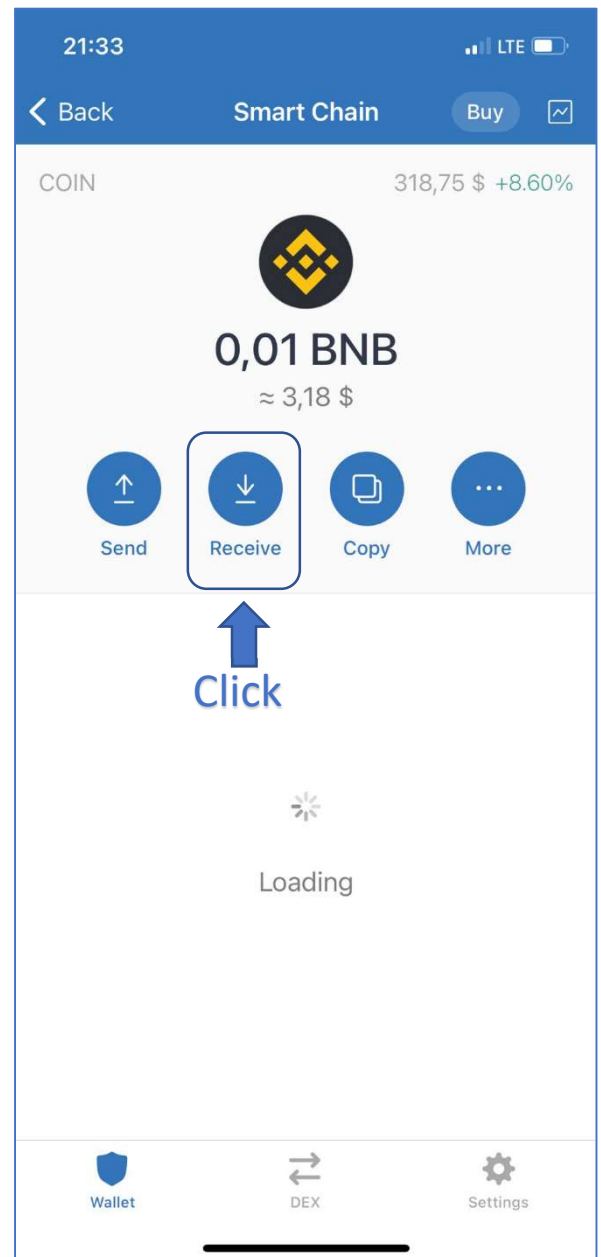 21:33 LTE
Back Smart Chain Buy
COIN 318,75 $ +8.60%
0,01 BNB
≈ 3,18 $
Send Receive Copy More
Click
Loading
Wallet DEX Settings